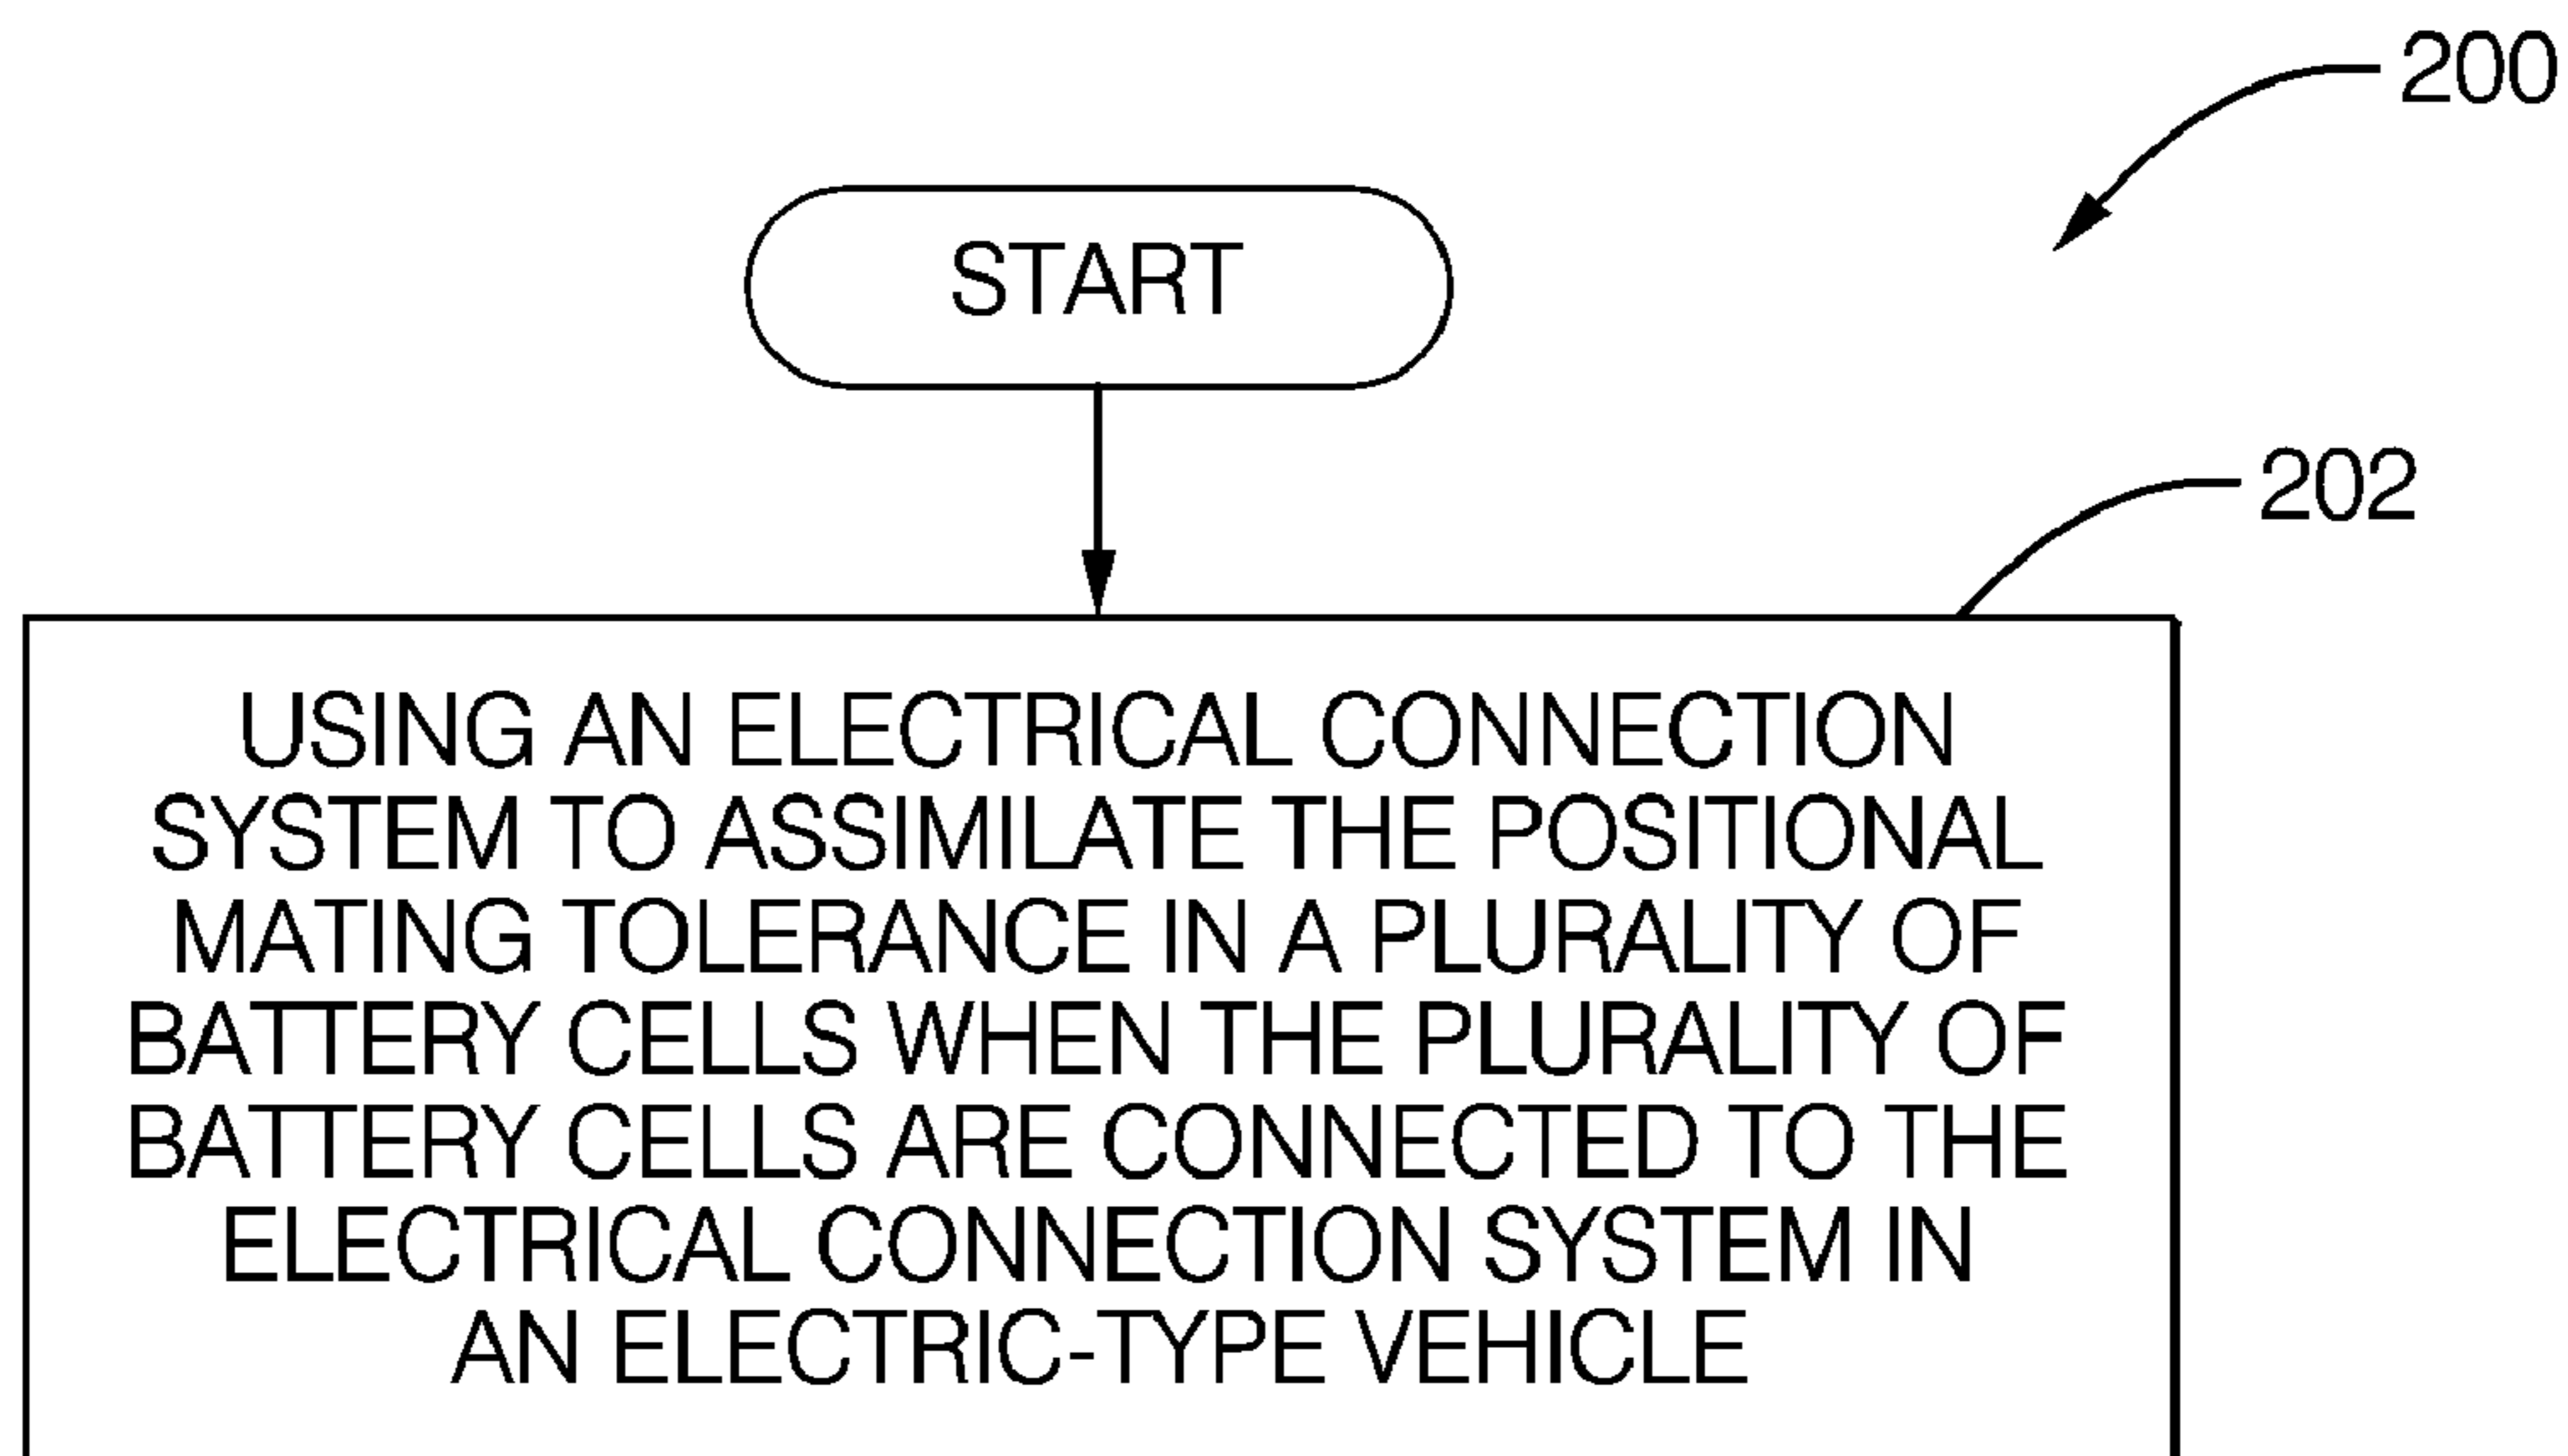 200
START
202
USING AN ELECTRICAL CONNECTION
SYSTEM TO ASSIMILATE THE POSITIONAL
MATING TOLERANCE IN A PLURALITY OF
BATTERY CELLS WHEN THE PLURALITY OF
BATTERY CELLS ARE CONNECTED TO THE
ELECTRICAL CONNECTION SYSTEM IN
AN ELECTRIC-TYPE VEHICLE